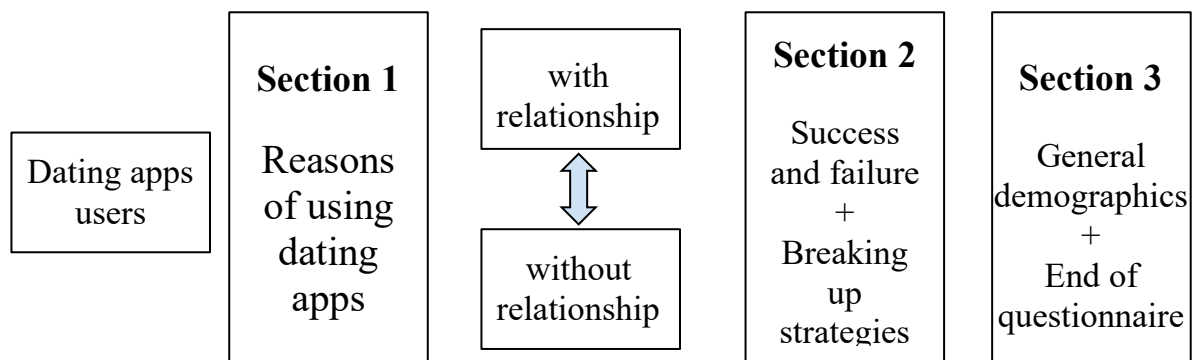 Dating apps
users
Section 1
Reasons
of using
dating
apps
with
relationship
without
relationship
Section 2
Success
and failure
+
Breaking
up
strategies
Section 3
General
demographics
+
End of
questionnaire